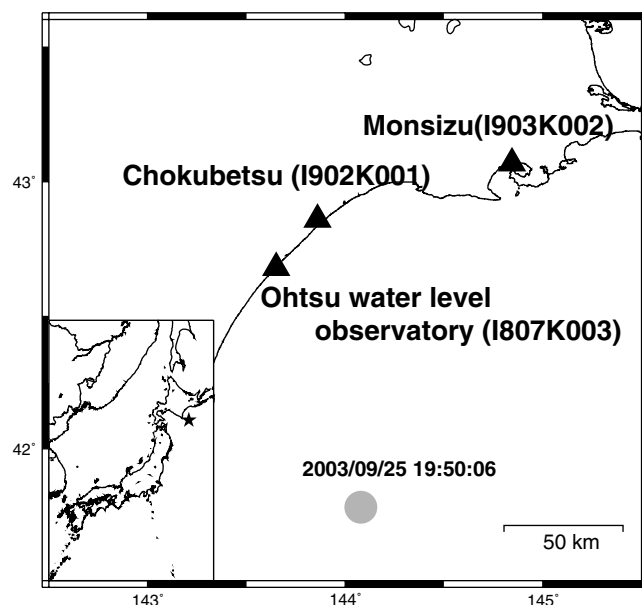 Monsizu(I903K002)
43°
Chokubetsu (I902K001)
Ohtsu water level
observatory (I807K003)
42°
2003/09/25 19:50:06
50 km
143°
144°
145°